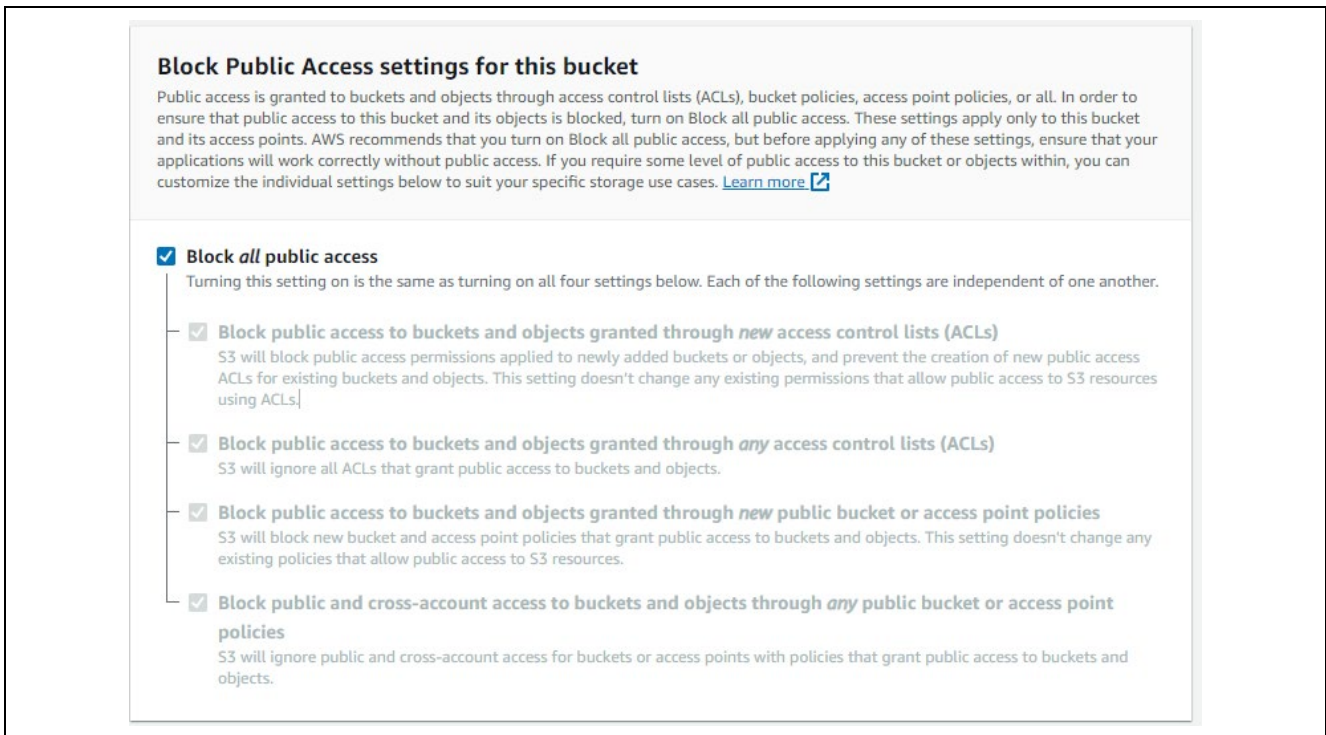 Block Public Access settings for this bucket
Public access is granted to buckets and objects through access control lists (ACLs), bucket policies, access point policies, or all. In order to
ensure that public access to this bucket and its objects is blocked, turn on Block all public access. These settings apply only to this bucket
and its access points. AWS recommends that you turn on Block all public access, but before applying any of these settings, ensure that your
applications will work correctly without public access. If you require some level of public access to this bucket or objects within, you can
customize the individual settings below to suit your specific storage use cases. Learn more
Block all public access
Turning this setting on is the same as turning on all four settings below. Each of the following settings are independent of one another.
Block public access to buckets and objects granted through new access control lists (ACLs)
S3 will block public access permissions applied to newly added buckets or objects, and prevent the creation of new public access
ACLs for existing buckets and objects. This setting doesn't change any existing permissions that allow public access to S3 resources
using ACLs.
Block public access to buckets and objects granted through any access control lists (ACLs)
S3 will ignore all ACLs that grant public access to buckets and objects.
Block public access to buckets and objects granted through new public bucket or access point policies
S3 will block new bucket and access point policies that grant public access to buckets and objects. This setting doesn't change any
existing policies that allow public access to S3 resources.
Block public and cross-account access to buckets and objects through any public bucket or access point
policies
S3 will ignore public and cross-account access for buckets or access points with policies that grant public access to buckets and
objects.